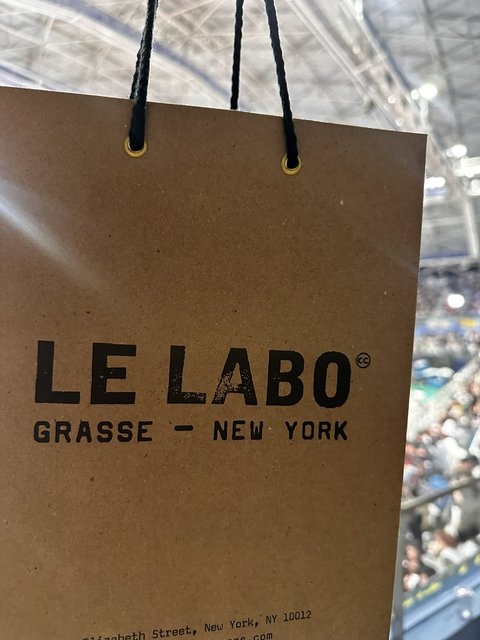 LE LABO
GRASSE - NEW YORK
Elizabeth Street, New York, NY 10012